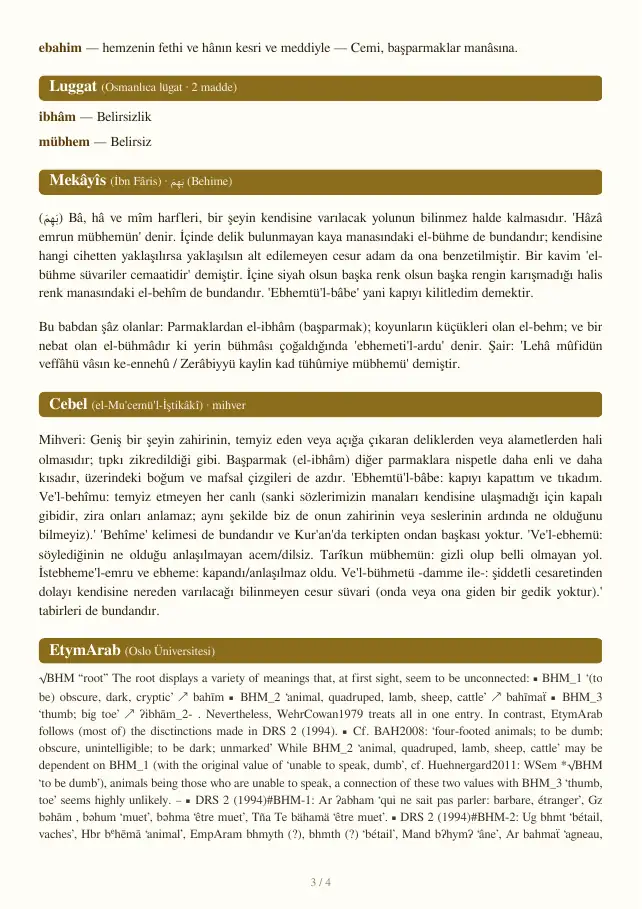 ebahim — hemzenin fethi ve hânın kesri ve meddiyle — Cemi, başparmaklar manâsına.
Luggat (Osmanlıca lügat · 2 madde)
ibhâm — Belirsizlik
mübhem — Belirsiz
Mekâyîs (İbn Fâris) · بَهَمَ (Behime)
(بَهَمَ) Bâ, hâ ve mîm harfleri, bir şeyin kendisine varılacak yolunun bilinmez halde kalmasıdır. 'Hâzâ
emrun mübhemün' denir. İçinde delik bulunmayan kaya manasındaki el-bühme de bundandır; kendisine
hangi cihetten yaklaşılırsa yaklaşılsın alt edilemeyen cesur adam da ona benzetilmiştir. Bir kavim 'el-
bühme süvariler cemaatidir' demiştir. İçine siyah olsun başka renk olsun başka rengin karışmadığı halis
renk manasındaki el-behîm de bundandır. 'Ebhemtü'l-bâbe' yani kapıyı kilitledim demektir.
Bu babdan şâz olanlar: Parmaklardan el-ibhâm (başparmak); koyunların küçükleri olan el-behm; ve bir
nebat olan el-bühmâdır ki yerin bühmâsı çoğaldığında 'ebhemeti'l-ardu' denir. Şair: 'Lehâ mûfidün
veffâhü vâsın ke-ennehû / Zerâbiyyü kaylin kad tühûmiye mübhemü' demiştir.
Cebel (el-Mu'cemü'l-İştikâkî) · mihver
Mihveri: Geniş bir şeyin zahirinin, temyiz eden veya açığa çıkaran deliklerden veya alametlerden hali
olmasıdır; tıpkı zikredildiği gibi. Başparmak (el-ibhâm) diğer parmaklara nispetle daha enli ve daha
kısadır, üzerindeki boğum ve mafsal çizgileri de azdır. 'Ebhemtü'l-bâbe: kapıyı kapattım ve tıkadım.
Ve'l-behîmu: temyiz etmeyen her canlı (sanki sözlerimizin manaları kendisine ulaşmadığı için kapalı
gibidir, zira onları anlamaz; aynı şekilde biz de onun zahirinin veya seslerinin ardında ne olduğunu
bilmeyiz).' 'Behîme' kelimesi de bundandır ve Kur'an'da terkipten ondan başkası yoktur. 'Ve'l-ebhemü:
söylediğinin ne olduğu anlaşılmayan acem/dilsiz. Tarîkun mübhemün: gizli olup belli olmayan yol.
İstebheme'l-emru ve ebheme: kapandı/anlaşılmaz oldu. Ve'l-bühmetü -damme ile-: şiddetli cesaretinden
dolayı kendisine nereden varılacağı bilinmeyen cesur süvari (onda veya ona giden bir gedik yoktur).'
tabirleri de bundandır.
EtymArab (Oslo Üniversitesi)
√BHM “root” The root displays a variety of meanings that, at first sight, seem to be unconnected: ▪ BHM_1 ‘(to
be) obscure, dark, cryptic’ ↗ bahīm ▪ BHM_2 ‘animal, quadruped, lamb, sheep, cattle’ ↗ bahīmaẗ ▪ BHM_3
‘thumb; big toe’ ↗ ʔibhām_2- . Nevertheless, WehrCowan1979 treats all in one entry. In contrast, EtymArab
follows (most of) the disctinctions made in DRS 2 (1994). ▪ Cf. BAH2008: ‘four-footed animals; to be dumb;
obscure, unintelligible; to be dark; unmarked’ While BHM_2 ‘animal, quadruped, lamb, sheep, cattle’ may be
dependent on BHM_1 (with the original value of ‘unable to speak, dumb’, cf. Huehnergard2011: WSem *√BHM
‘to be dumb’), animals being those who are unable to speak, a connection of these two values with BHM_3 ‘thumb,
toe’ seems highly unlikely. – ▪ DRS 2 (1994)#BHM-1: Ar ʔabham ‘qui ne sait pas parler: barbare, étranger’, Gz
bəhām , bəhum ‘muet’, bəhma ‘être muet’, Tña Te bähamä ‘être muet’. ▪ DRS 2 (1994)#BHM-2: Ug bhmt ‘bétail,
vaches’, Hbr bᵊhēmā ‘animal’, EmpAram bhmyth (?), bhmth (?) ‘bétail’, Mand bʔhymʔ ‘âne’, Ar bahmaẗ ‘agneau,
3 / 4